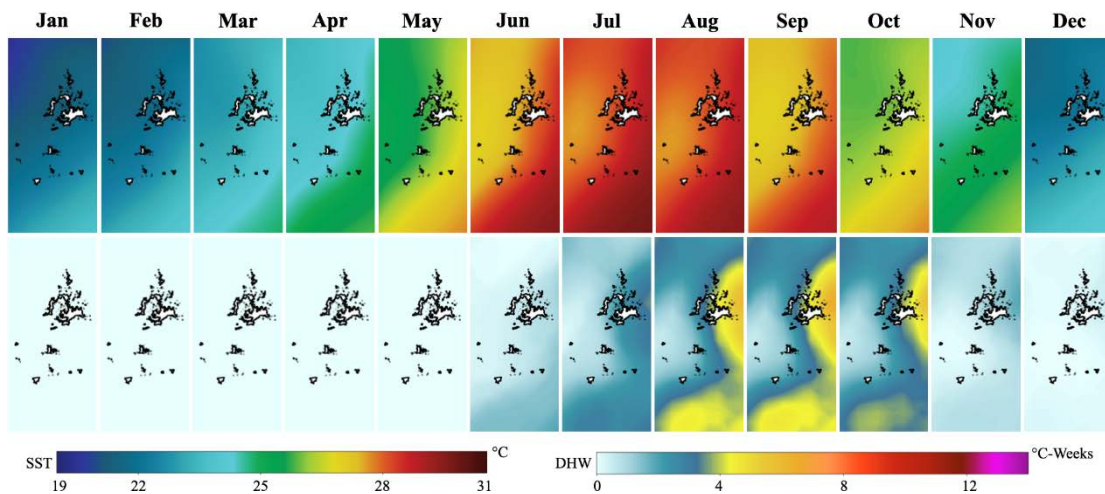 Jan Feb Mar Apr May Jun Jul Aug Sep Oct Nov Dec
SST °C
19 22 25 28 31
DHW °C-Weeks
0 4 8 12